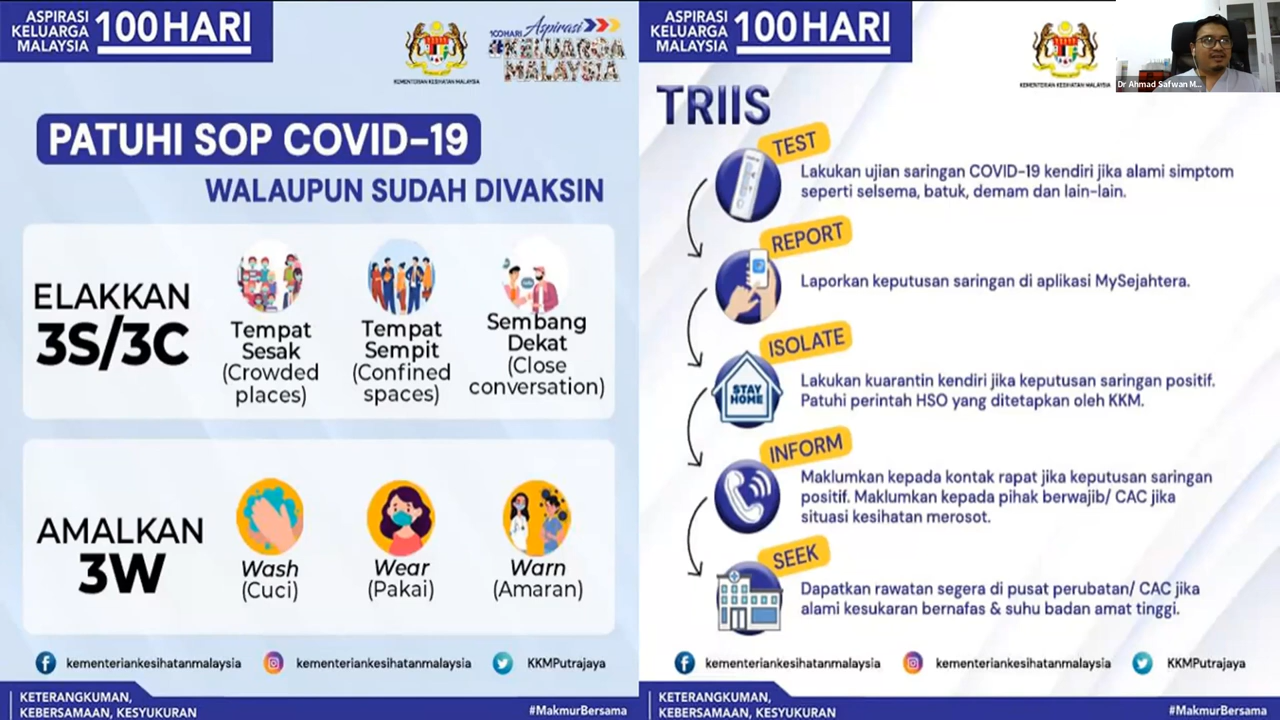 ASPIRASI
KELUARGA
MALAYSIA
100 HARI
KEMENTERIAN KESIHATAN MALAYSIA
100 HARI Aspirasi
#KELUARGA
MALAYSIA
PATUHI SOP COVID-19
WALAUPUN SUDAH DIVAKSIN
ELAKKAN
3S/3C
Tempat
Sesak
(Crowded
places)
Tempat
Sempit
(Confined
spaces)
Sembang
Dekat
(Close
conversation)
AMALKAN
3W
Wash
(Cuci)
Wear
(Pakai)
Warn
(Amaran)
kementeriankesihatanmalaysia
kementeriankesihatanmalaysia
KKMPutrajaya
KETERANGKUMAN,
KEBERSAMAAN, KESYUKURAN
#MakmurBersama
ASPIRASI
KELUARGA
MALAYSIA
100 HARI
KEMENTERIAN KESIHATAN MALAYSIA
Dr Ahmad Safwan M...
TRIIS
TEST
Lakukan ujian saringan COVID-19 kendiri jika alami simptom
seperti selsema, batuk, demam dan lain-lain.
REPORT
Laporkan keputusan saringan di aplikasi MySejahtera.
ISOLATE
STAY
HOME
Lakukan kuarantin kendiri jika keputusan saringan positif.
Patuhi perintah HSO yang ditetapkan oleh KKM.
INFORM
Maklumkan kepada kontak rapat jika keputusan saringan
positif. Maklumkan kepada pihak berwajib/ CAC jika
situasi kesihatan merosot.
SEEK
Dapatkan rawatan segera di pusat perubatan/ CAC jika
alami kesukaran bernafas & suhu badan amat tinggi.
kementeriankesihatanmalaysia
kementeriankesihatanmalaysia
KKMPutrajaya
KETERANGKUMAN,
KEBERSAMAAN, KESYUKURAN
#MakmurBersama